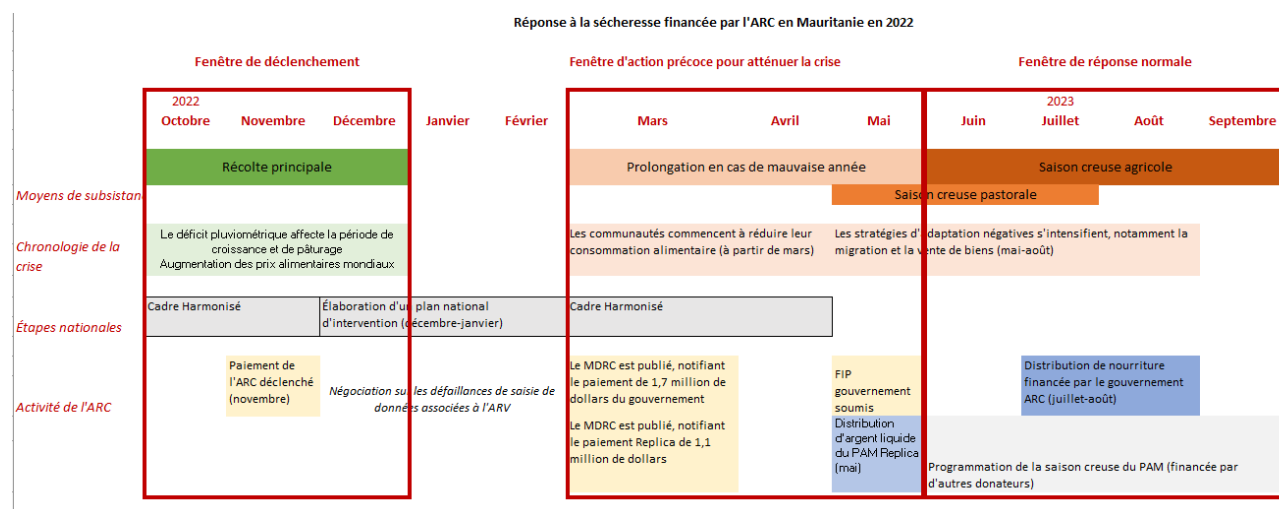 Réponse à la sécheresse financée par l'ARC en Mauritanie en 2022
Fenêtre de déclenchement
Fenêtre d'action précoce pour atténuer la crise
Fenêtre de réponse normale
2022
2023
Octobre Novembre Décembre Janvier Février Mars Avril Mai Juin Juillet Août Septembre
Récolte principale
Prolongation en cas de mauvaise année
Saison creuse agricole
Moyens de subsistan
Saison creuse pastorale
Chronologie de la
crise
Le déficit pluviométrique affecte la période de
croissance et de pâturage
Augmentation des prix alimentaires mondiaux
Les communautés commencent à réduire leur
consommation alimentaire (à partir de mars)
Les stratégies d'adaptation négatives s'intensifient, notamment la
migration et la vente de biens (mai-août)
Étapes nationales
Cadre Harmonisé
Élaboration d'un plan national
d'intervention (décembre-janvier)
Cadre Harmonisé
Activité de l'ARC
Paiement de
l'ARC déclenché
(novembre)
Négociation sur les défaillances de saisie de
données associées à l'ARV
Le MDRC est publié, notifiant
le paiement de 1,7 million de
dollars du gouvernement
Le MDRC est publié, notifiant
le paiement Replica de 1,1
million de dollars
FIP
gouvernement
soumis
Distribution
d'argent liquide
du PAM Replica
(mai)
Distribution de nourriture
financée par le gouvernement
ARC (juillet-août)
Programmation de la saison creuse du PAM (financée par
d'autres donateurs)